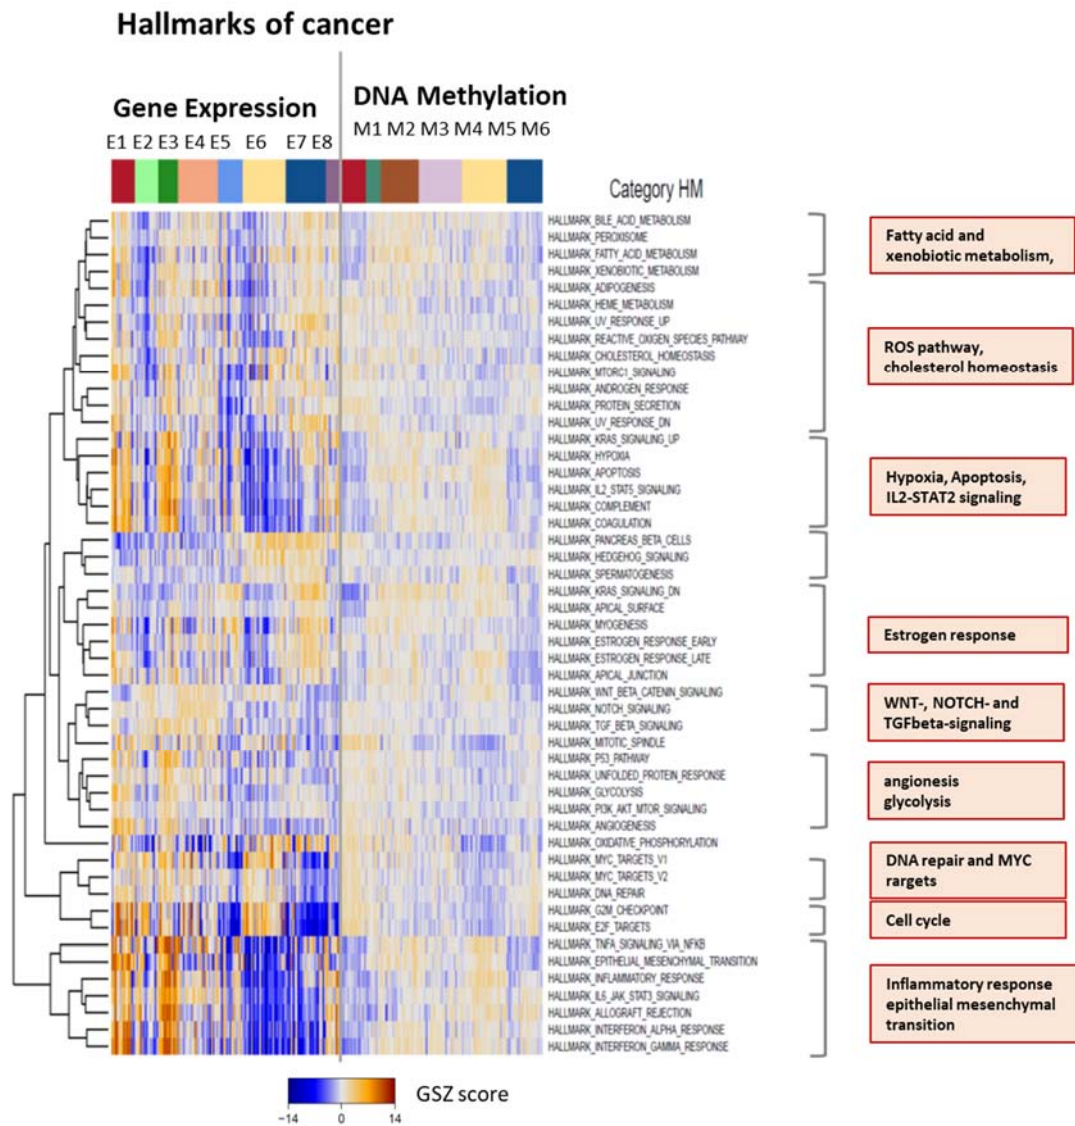 Hallmarks of cancer
Gene Expression
DNA Methylation
E1 E2 E3 E4 E5 E6 E7 E8
M1 M2 M3 M4 M5 M6
Category HM
HALLMARK_BILE_ACID_METABOLISM
HALLMARK_PEROXISOME
HALLMARK_FATTY_ACID_METABOLISM
HALLMARK_XENOBIOTIC_METABOLISM
HALLMARK_ADIPOGENESIS
HALLMARK_HEME_METABOLISM
HALLMARK_UV_RESPONSE_UP
HALLMARK_REACTIVE_OXIGEN_SPECIES_PATHWAY
HALLMARK_CHOLESTEROL_HOMEOSTASIS
HALLMARK_MTORC1_SIGNALING
HALLMARK_ANDROGEN_RESPONSE
HALLMARK_PROTEIN_SECRETION
HALLMARK_UV_RESPONSE_DN
HALLMARK_KRAS_SIGNALING_UP
HALLMARK_HYPOXIA
HALLMARK_APOPTOSIS
HALLMARK_IL2_STAT5_SIGNALING
HALLMARK_COMPLEMENT
HALLMARK_COAGULATION
HALLMARK_PANCREAS_BETA_CELLS
HALLMARK_HEDGEHOG_SIGNALING
HALLMARK_SPERMATOGENESIS
HALLMARK_KRAS_SIGNALING_DN
HALLMARK_APICAL_SURFACE
HALLMARK_MYOGENESIS
HALLMARK_ESTROGEN_RESPONSE_EARLY
HALLMARK_ESTROGEN_RESPONSE_LATE
HALLMARK_APICAL_JUNCTION
HALLMARK_WNT_BETA_CATENIN_SIGNALING
HALLMARK_NOTCH_SIGNALING
HALLMARK_TGF_BETA_SIGNALING
HALLMARK_MITOTIC_SPINDLE
HALLMARK_P53_PATHWAY
HALLMARK_UNFOLDED_PROTEIN_RESPONSE
HALLMARK_GLYCOLYSIS
HALLMARK_PI3K_AKT_MTOR_SIGNALING
HALLMARK_ANGIOGENESIS
HALLMARK_OXIDATIVE_PHOSPHORYLATION
HALLMARK_MYC_TARGETS_V1
HALLMARK_MYC_TARGETS_V2
HALLMARK_DNA_REPAIR
HALLMARK_G2M_CHECKPOINT
HALLMARK_E2F_TARGETS
HALLMARK_TNFA_SIGNALING_VIA_NFKB
HALLMARK_EPITHELIAL_MESENCHYMAL_TRANSITION
HALLMARK_INFLAMMATORY_RESPONSE
HALLMARK_IL6_JAK_STAT3_SIGNALING
HALLMARK_ALLOGRAFT_REJECTION
HALLMARK_INTERFERON_ALPHA_RESPONSE
HALLMARK_INTERFERON_GAMMA_RESPONSE
Fatty acid and
xenobiotic metabolism,
ROS pathway,
cholesterol homeostasis
Hypoxia, Apoptosis,
IL2-STAT2 signaling
Estrogen response
WNT-, NOTCH- and
TGFbeta-signaling
angionesis
glycolysis
DNA repair and MYC
rargets
Cell cycle
Inflammatory response
epithelial mesenchymal
transition
GSZ score
−14 0 14